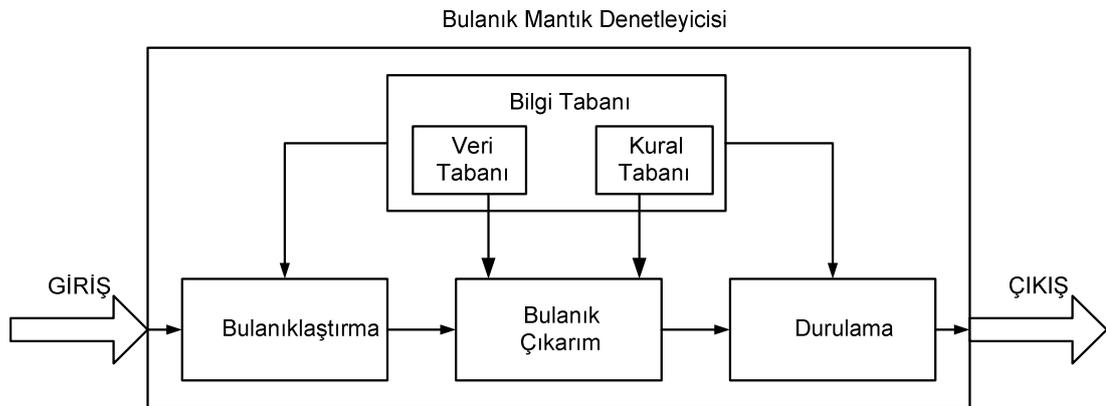 Bulanık Mantık Denetleyicisi
Bilgi Tabanı
Veri
Tabanı
Kural
Tabanı
GİRİŞ
Bulanıklaştırma
Bulanık
Çıkarım
Durulama
ÇIKIŞ